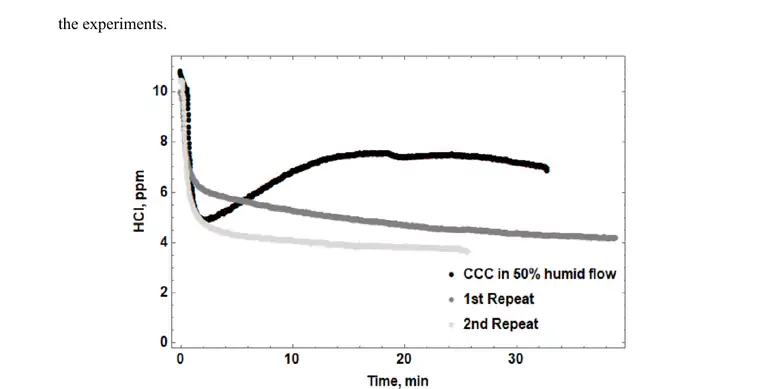 the experiments.
10
8
6
4
2
0
HCl, ppm
CCC in 50% humid flow
1st Repeat
2nd Repeat
0 10 20 30
Time, min